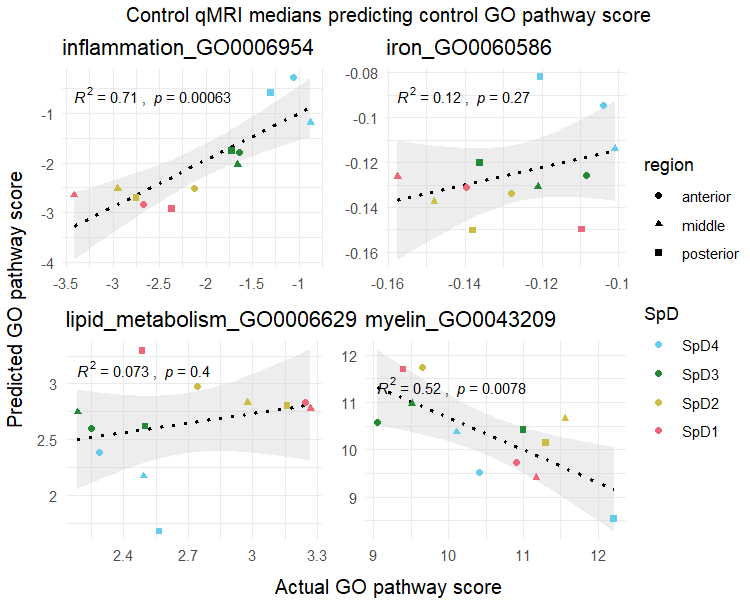 Control qMRI medians predicting control GO pathway score
inflammation_GO0006954
iron_GO0060586
R² = 0.71 , p = 0.00063
R² = 0.12 , p = 0.27
-1
-2
-3
-4
-3.5
-3
-2.5
-2
-1.5
-1
-0.08
-0.1
-0.12
-0.14
-0.16
-0.16
-0.14
-0.12
-0.1
lipid_metabolism_GO0006629
myelin_GO0043209
R² = 0.073 , p = 0.4
R² = 0.52 , p = 0.0078
3
2.5
2
2.4
2.7
3
3.3
12
11
10
9
9
10
11
12
Predicted GO pathway score
Actual GO pathway score
region
anterior
middle
posterior
SpD
SpD4
SpD3
SpD2
SpD1